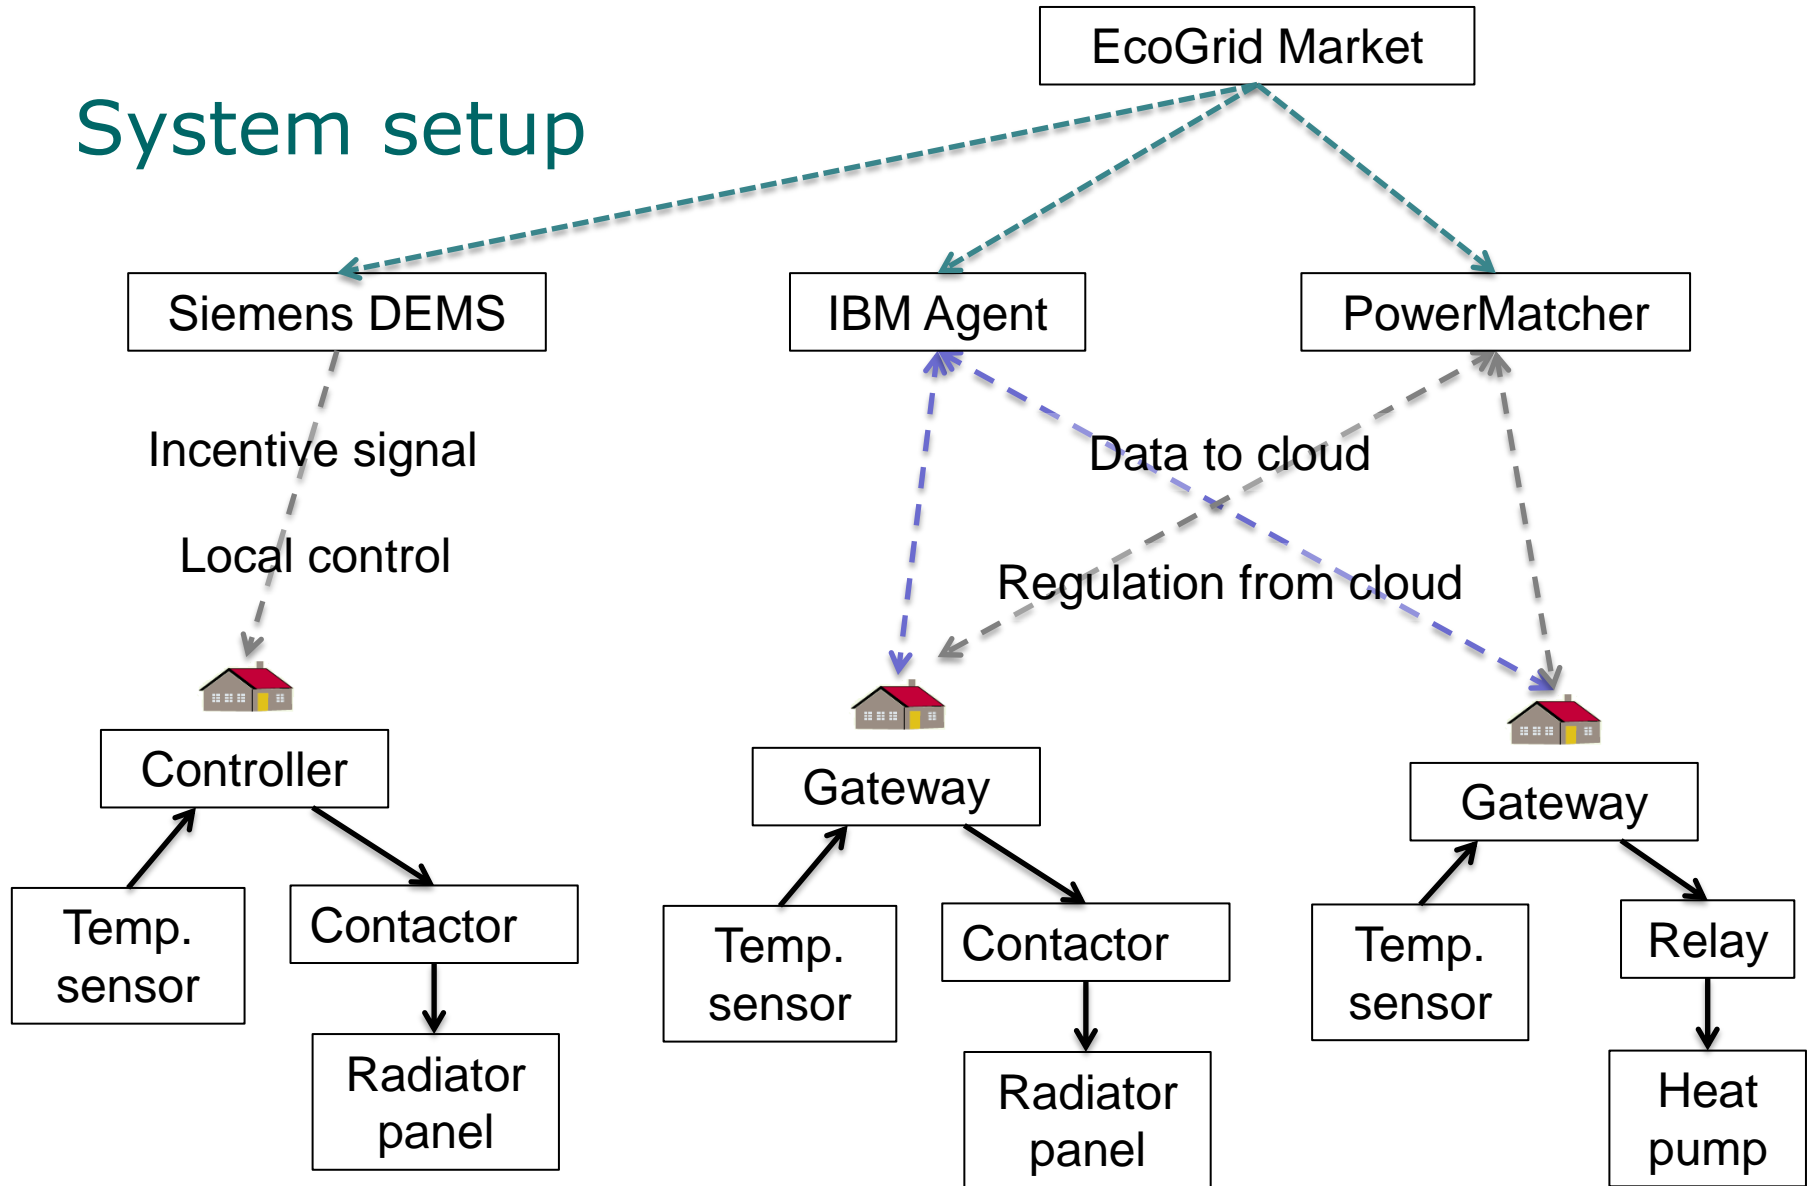 EcoGrid Market
System setup
Siemens DEMS
IBM Agent
PowerMatcher
Incentive signal
Data to cloud
Local control
Regulation from cloud
Controller
Gateway
Gateway
Temp.
sensor
Contactor
Radiator
panel
Temp.
sensor
Contactor
Radiator
panel
Temp.
sensor
Relay
Heat
pump